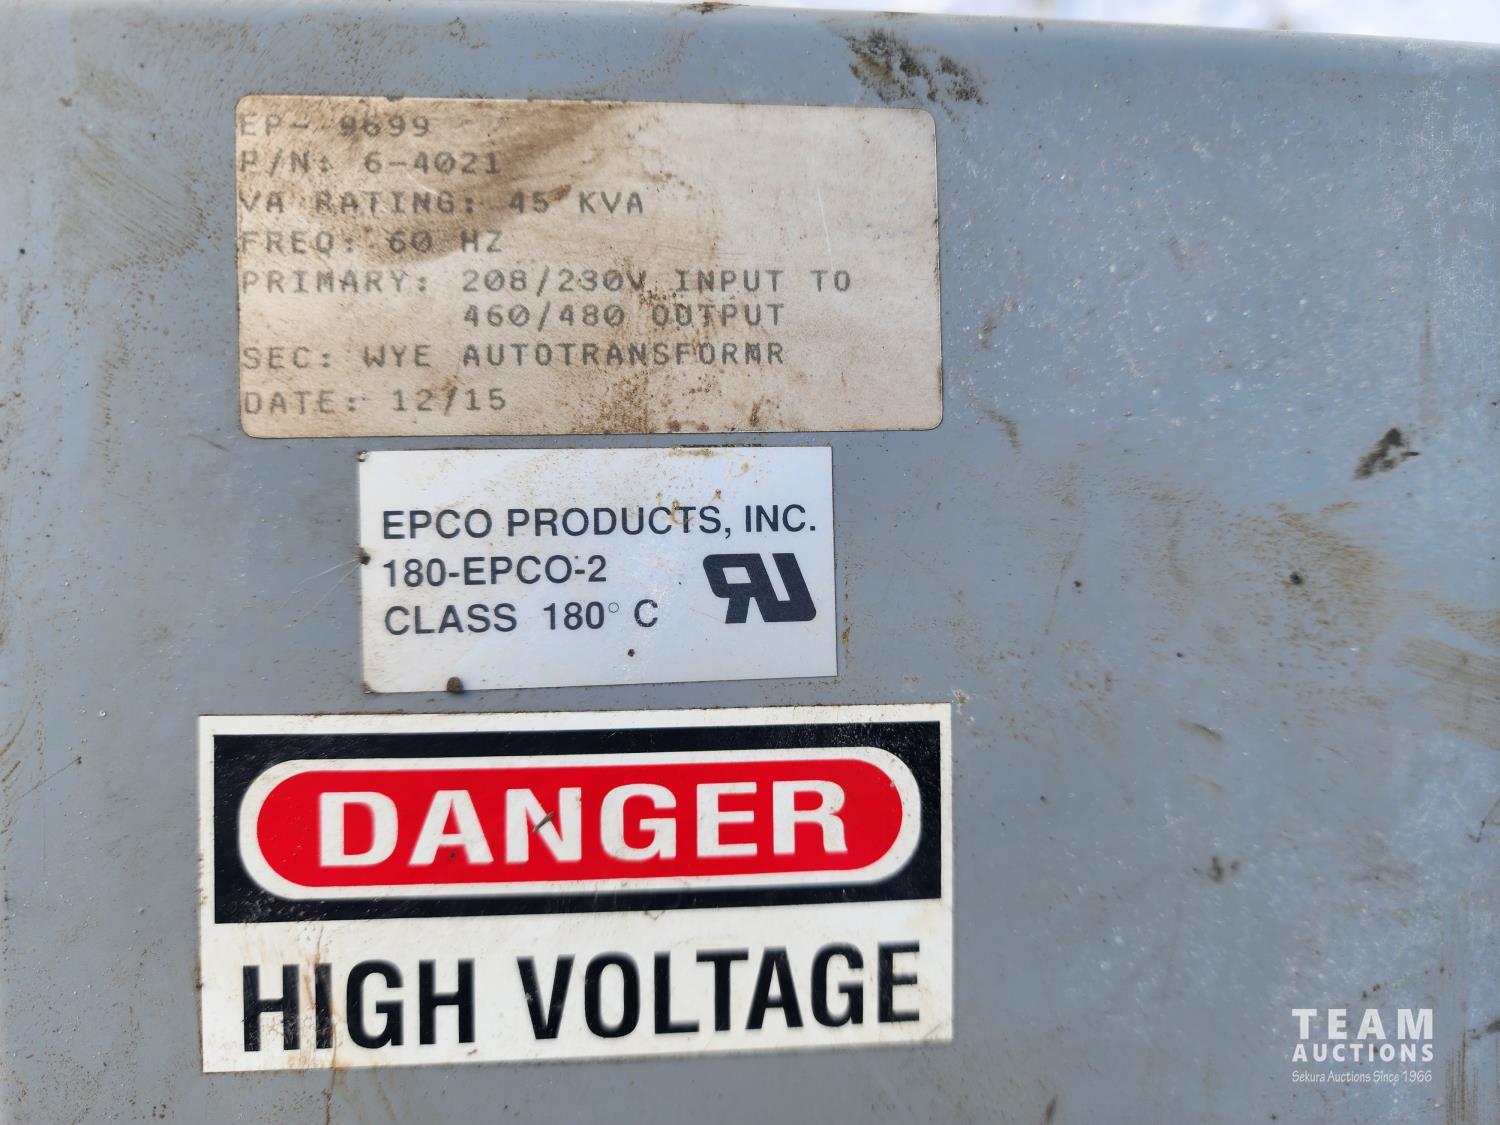 EP- 9699
P/N: 6-4021
VA RATING: 45 KVA
FREQ: 60 HZ
PRIMARY: 208/230V INPUT TO
460/480 OUTPUT
SEC: WYE AUTOTRANSFORMR
DATE: 12/15
EPCO PRODUCTS, INC.
180-EPCO-2
CLASS 180° C
DANGER
HIGH VOLTAGE
TEAM
AUCTIONS
Sekura Auctions Since 1966